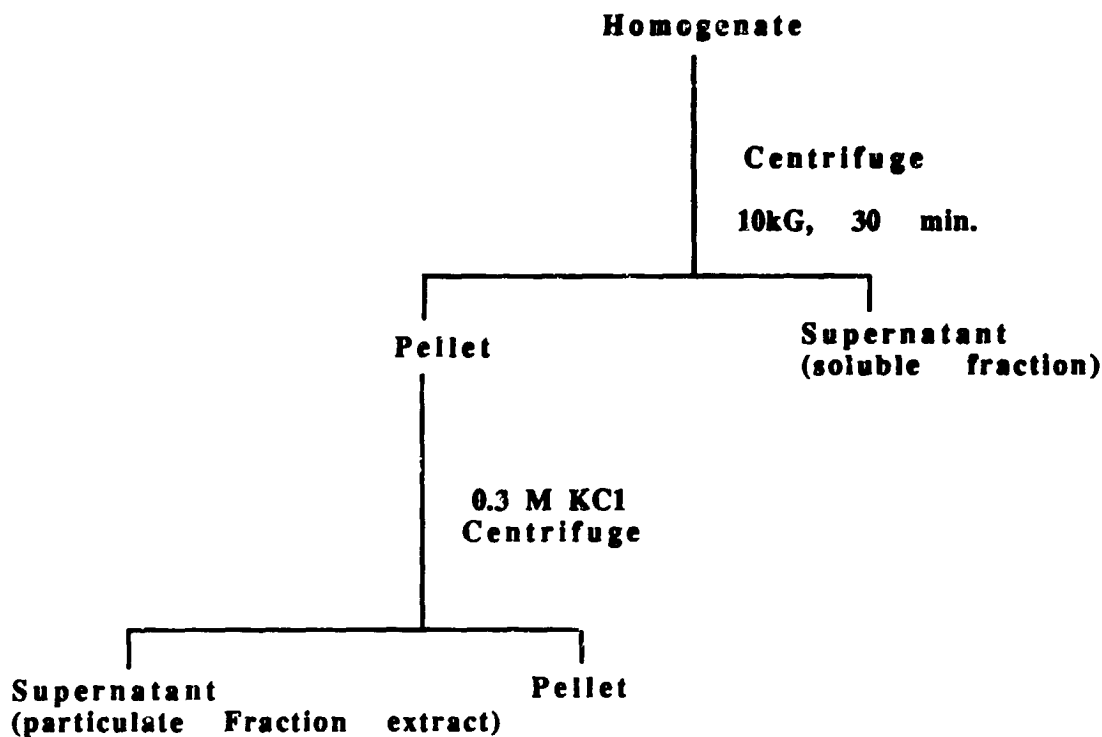 Homogenate
Centrifuge
10kG, 30 min.
Pellet
Supernatant
(soluble fraction)
0.3 M KCl
Centrifuge
Supernatant
(particulate Fraction extract)
Pellet